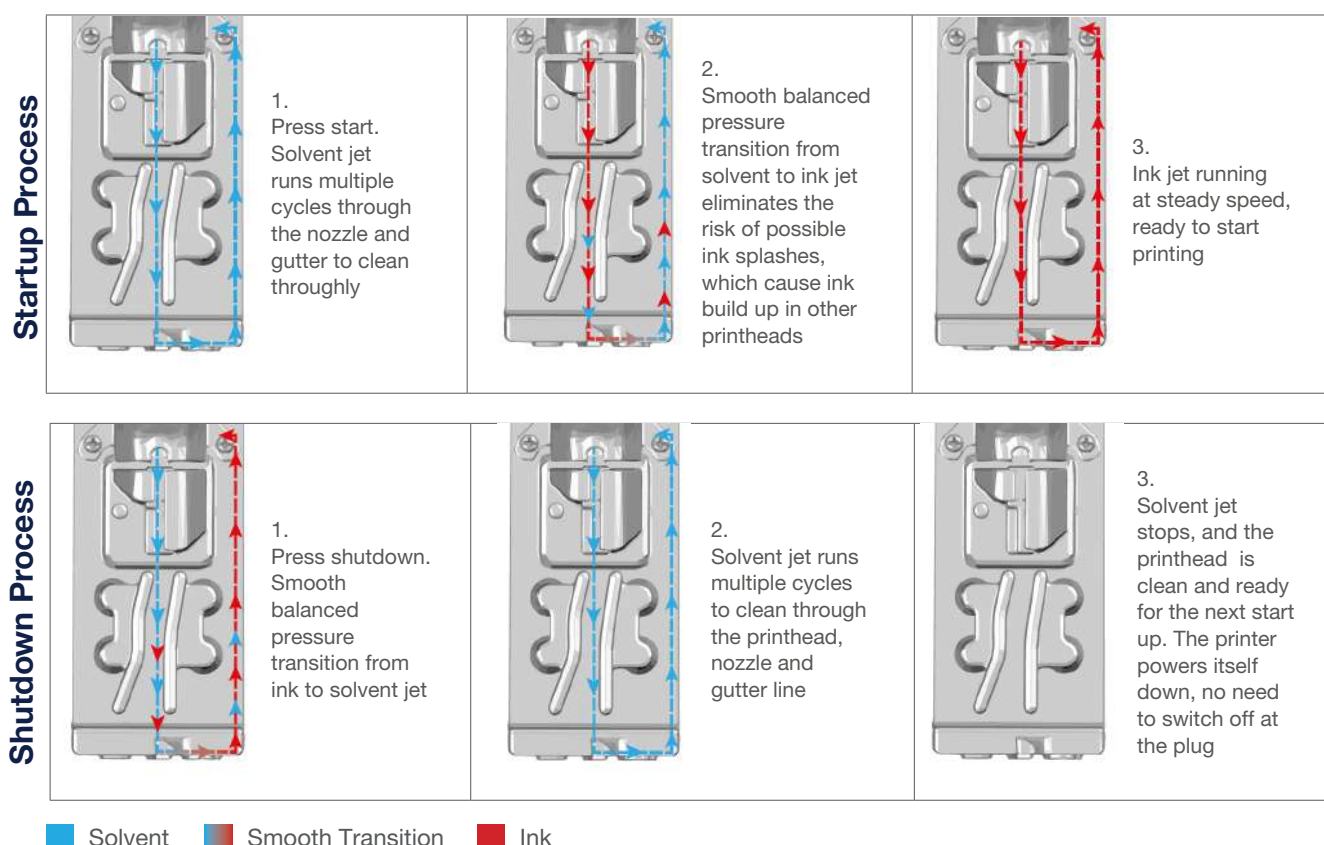 Startup Process
1.
Press start.
Solvent jet
runs multiple
cycles through
the nozzle and
gutter to clean
throughly
2.
Smooth balanced
pressure
transition from
solvent to ink jet
eliminates the
risk of possible
ink splashes,
which cause ink
build up in other
printheads
3.
Ink jet running
at steady speed,
ready to start
printing
Shutdown Process
1.
Press shutdown.
Smooth
balanced
pressure
transition from
ink to solvent jet
2.
Solvent jet runs
multiple cycles
to clean through
the printhead,
nozzle and
gutter line
3.
Solvent jet
stops, and the
printhead is
clean and ready
for the next start
up. The printer
powers itself
down, no need
to switch off at
the plug
Solvent Smooth Transition Ink